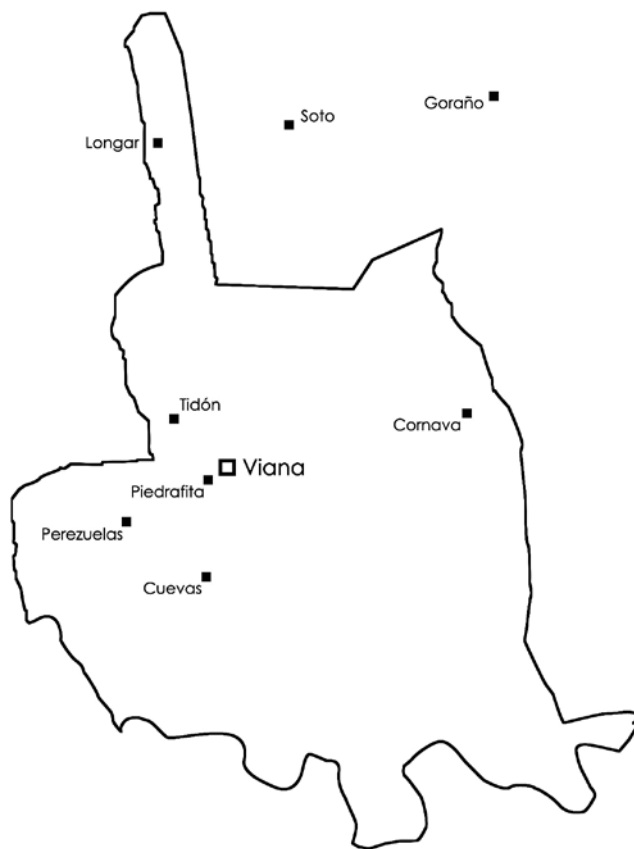 Goraño
Soto
Longar
Tidón
Cornava
Viana
Piedrafita
Perezuelas
Cuevas